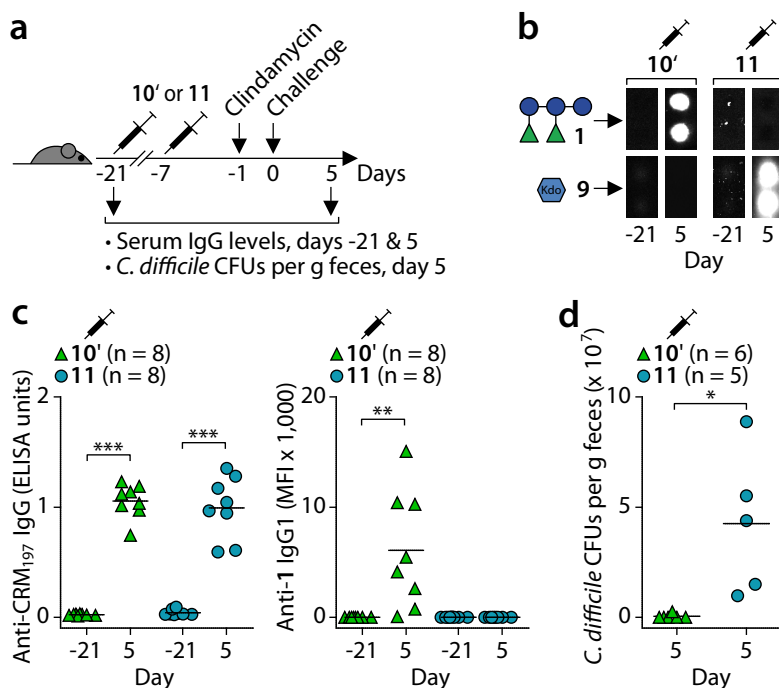 a
10‘ or 11
Clindamycin
Challenge
-21 -7 -1 0 5 Days
• Serum IgG levels, days -21 & 5
• C. difficile CFUs per g feces, day 5
b
10‘ 11
1
Kdo 9
-21 5 -21 5
Day
c
10' (n = 8)
11 (n = 8)
Anti-CRM197 IgG (ELISA units)
2
1
0
***
***
-21 5 -21 5
Day
10' (n = 8)
11 (n = 8)
Anti-1 IgG1 (MFI x 1,000)
20
10
0
**
-21 5 -21 5
Day
d
10' (n = 6)
11 (n = 5)
C. difficile CFUs per g feces (x 10^7)
10
5
0
*
5 5
Day